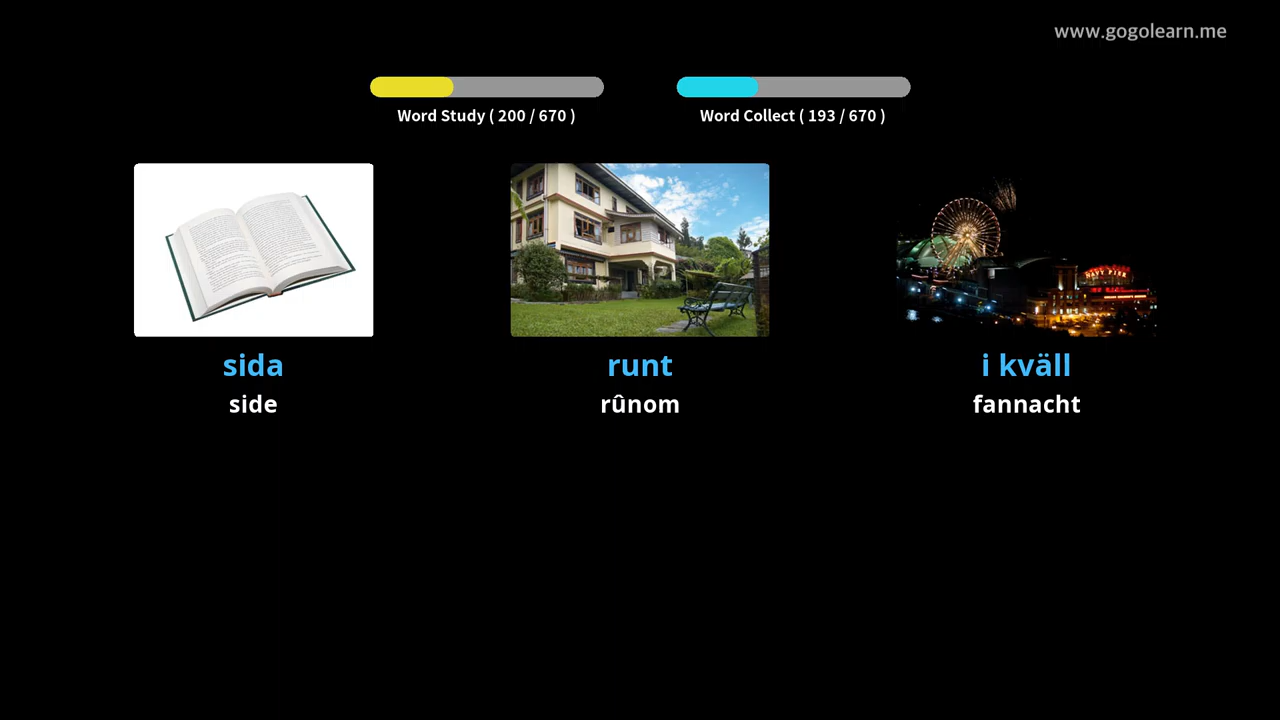 www.gogolearn.me
Word Study ( 200 / 670 )
Word Collect ( 193 / 670 )
sida
runt
i kväll
side
rûnom
fannacht